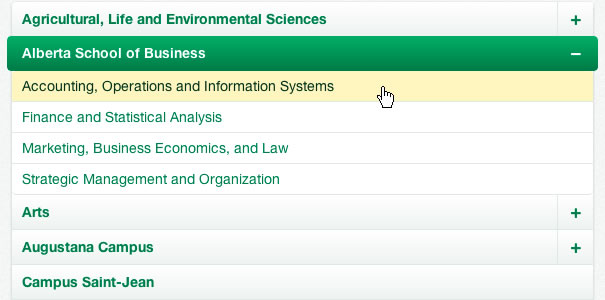 Agricultural, Life and Environmental Sciences +
Alberta School of Business −
Accounting, Operations and Information Systems
Finance and Statistical Analysis
Marketing, Business Economics, and Law
Strategic Management and Organization
Arts +
Augustana Campus +
Campus Saint-Jean